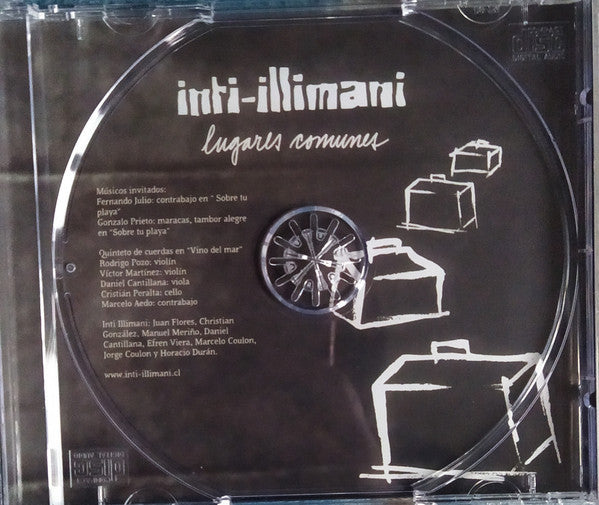 inti-illimani
lugares comunes
Músicos invitados:
Fernando Julio: contrabajo en " Sobre tu
playa"
Gonzalo Prieto: maracas, tambor alegre
en "Sobre tu playa"
Quinteto de cuerdas en "Vino del mar"
Rodrigo Pozo: violín
Víctor Martínez: violín
Daniel Cantillana: viola
Cristián Peralta: cello
Marcelo Aedo: contrabajo
Inti Illimani: Juan Flores, Christian
González, Manuel Meriño, Daniel
Cantillana, Efren Viera, Marcelo Coulon,
Jorge Coulon y Horacio Durán.
www.inti-illimani.cl
DIGITAL AUDIO